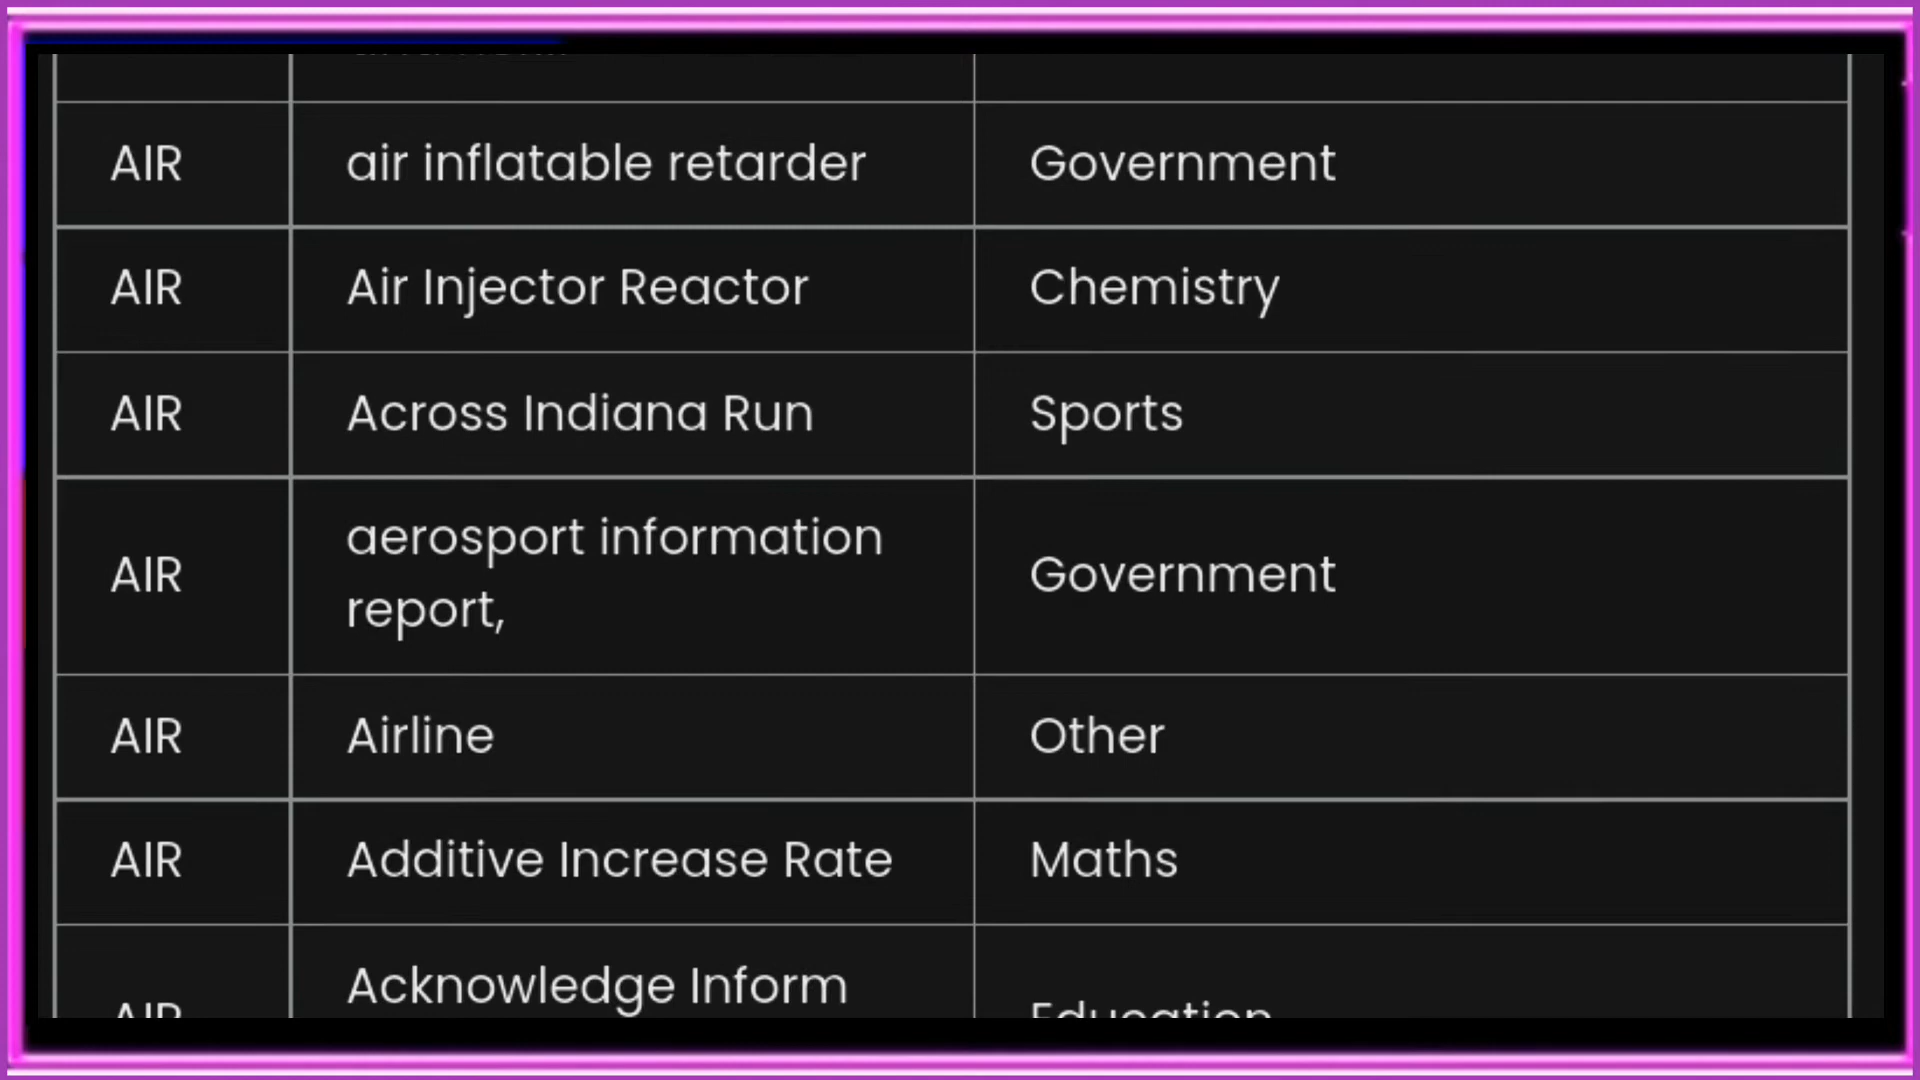 AIR air inflatable retarder Government
AIR Air Injector Reactor Chemistry
AIR Across Indiana Run Sports
aerosport information
AIR Government
report,
AIR Airline Other
AIR Additive Increase Rate Maths
Acknowledge Inform
AIR Education